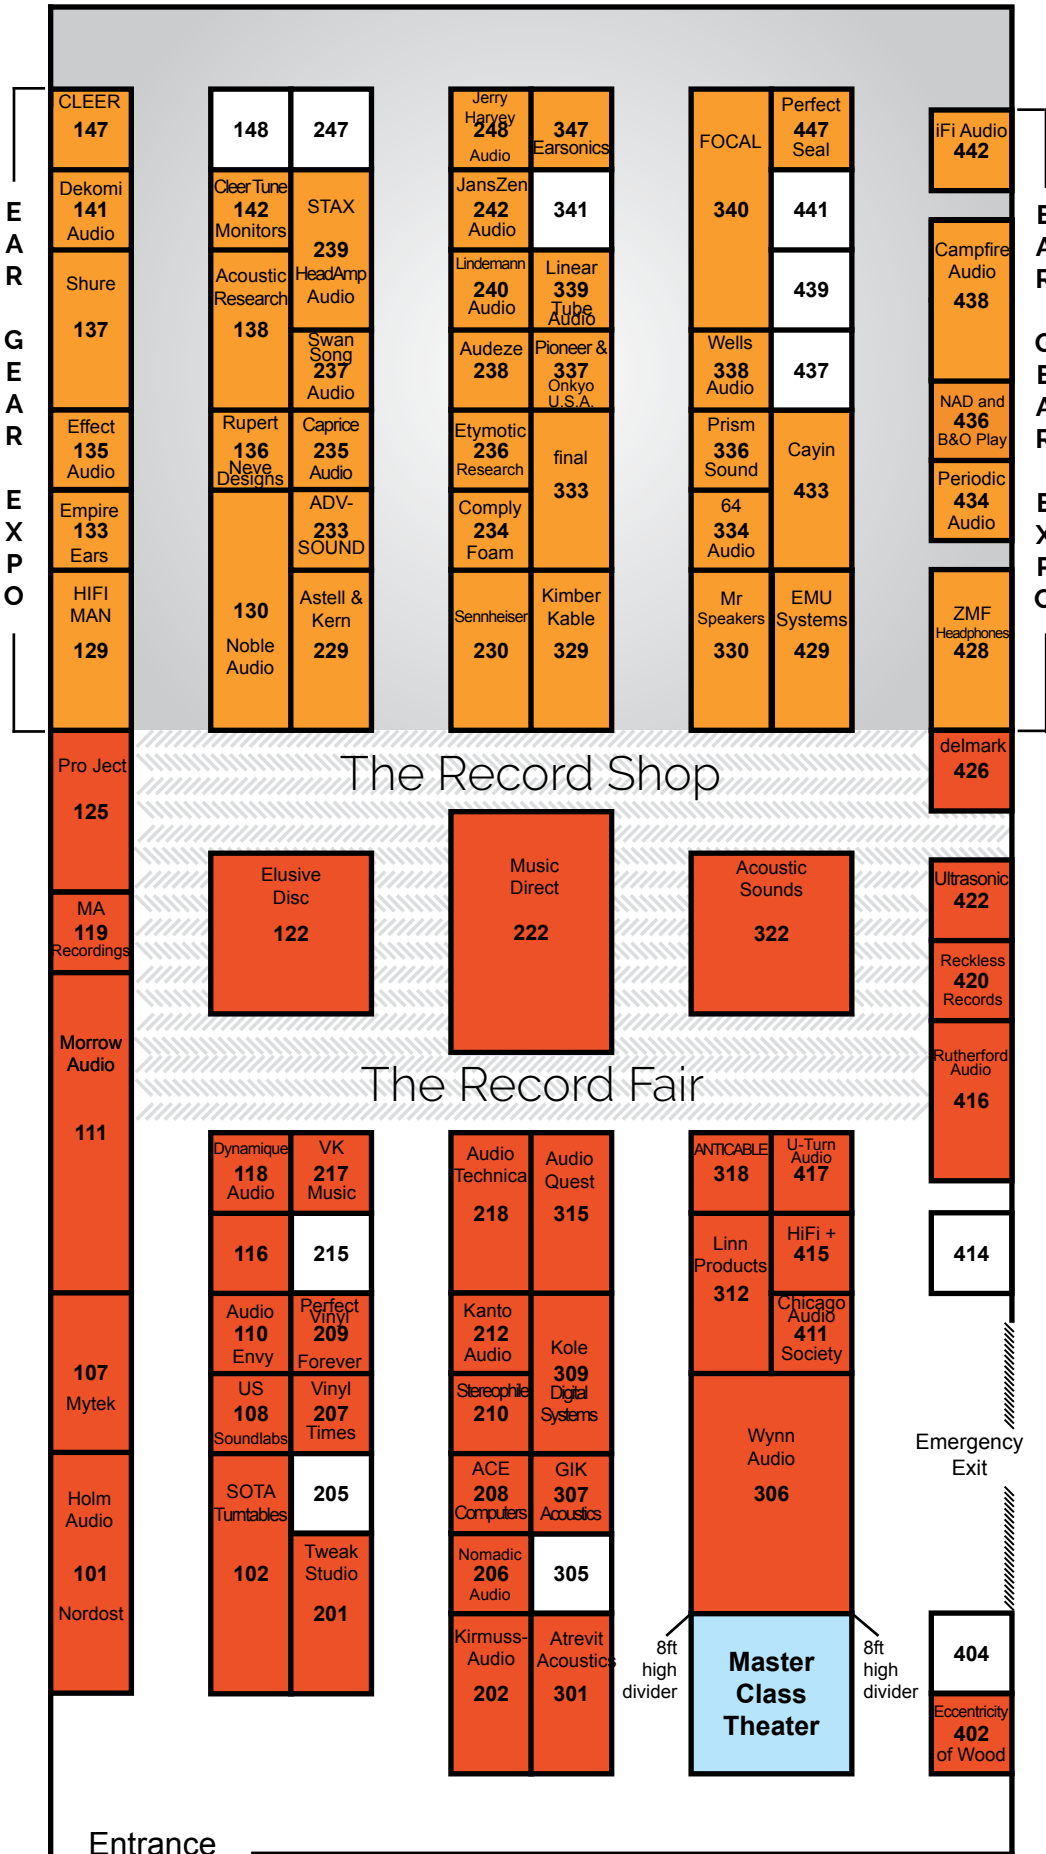 EAR GEAR EXPO
CLEER
147
Dekomi
141
Audio
Shure
137
Effect
135
Audio
Empire
133
Ears
HIFI
MAN
129
148
247
Cleer Tune
142
Monitors
STAX
239
HeadAmp
Audio
Acoustic
Research
138
Swan
Song
237
Audio
Rupert
136
Neve
Designs
Caprice
235
Audio
ADV-
233
SOUND
130
Noble
Audio
Astell &
Kern
229
Jerry
Harvey
248
Audio
347
Earsonics
JansZen
242
Audio
341
Lindemann
240
Audio
Linear
339
Tube
Audio
Audeze
238
Pioneer &
337
Onkyo
U.S.A.
Etymotic
236
Research
final
333
Comply
234
Foam
Sennheiser
230
Kimber
Kable
329
FOCAL
340
Perfect
447
Seal
441
439
Wells
338
Audio
437
Prism
336
Sound
Cayin
433
64
334
Audio
Mr
Speakers
330
EMU
Systems
429
iFi Audio
442
Campfire
Audio
438
NAD and
436
B&O Play
Periodic
434
Audio
ZMF
Headphones
428
The Record Shop
Pro Ject
125
MA
119
Recordings
Morrow
Audio
111
107
Mytek
Holm
Audio
101
Nordost
Elusive
Disc
122
Music
Direct
222
Acoustic
Sounds
322
delmark
426
Ultrasonic
422
Reckless
420
Records
Rutherford
Audio
416
The Record Fair
Dynamique
118
Audio
VK
217
Music
116
215
Audio
110
Envy
Perfect
Vinyl
209
Forever
US
108
Soundlabs
Vinyl
207
Times
SOTA
Turntables
102
205
Tweak
Studio
201
Audio
Technica
218
Audio
Quest
315
Kanto
212
Audio
Kole
309
Digital
Systems
Stereophile
210
ACE
208
Computers
GIK
307
Acoustics
Nomadic
206
Audio
305
Kirmuss-
Audio
202
Atrevit
Acoustics
301
ANTICABLE
318
U-Turn
Audio
417
Linn
Products
312
HiFi +
415
Chicago
Audio
411
Society
Wynn
Audio
306
8ft
high
divider
Master
Class
Theater
8ft
high
divider
414
Emergency
Exit
404
Eccentricity
402
of Wood
Entrance